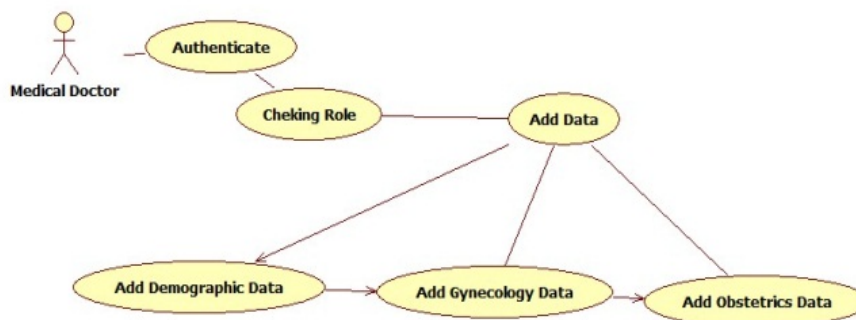 Authenticate
Medical Doctor
Cheking Role
Add Data
Add Demographic Data
Add Gynecology Data
Add Obstetrics Data